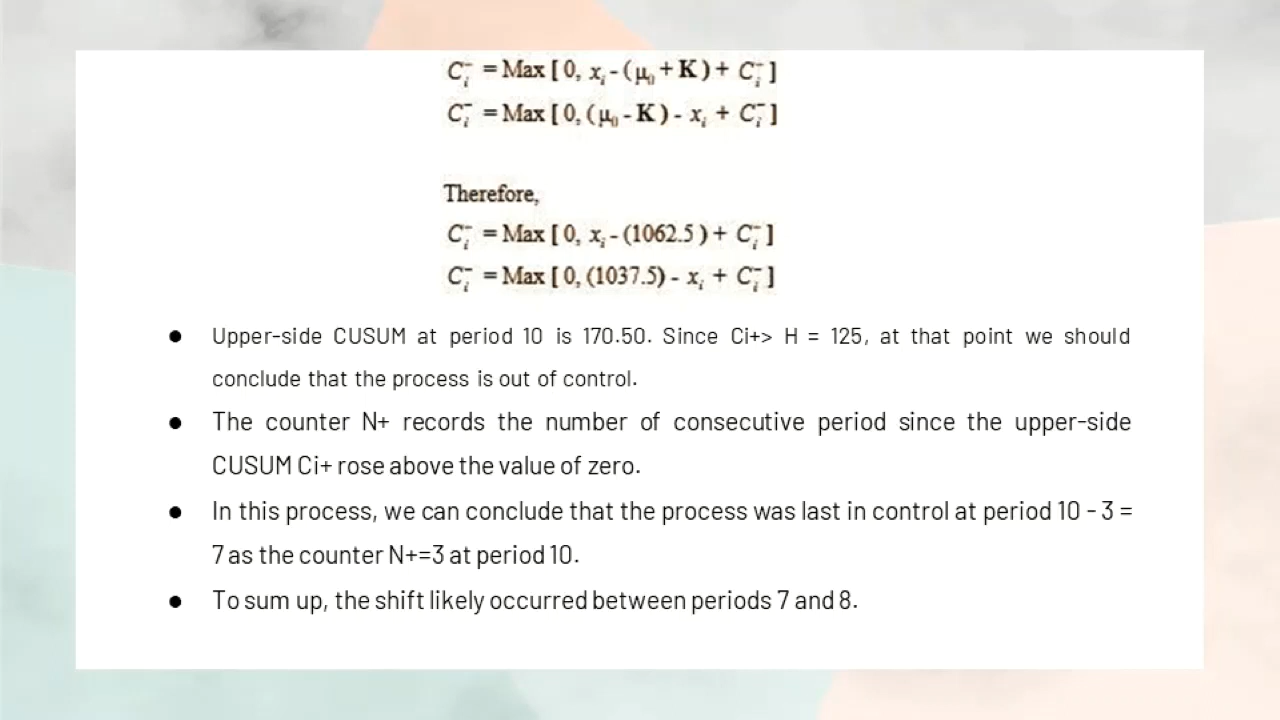 C⁻ᵢ = Max [ 0, xᵢ - (μ₀ + K) + C⁻ᵢ ]
C⁻ᵢ = Max [ 0, (μ₀ - K) - xᵢ + C⁻ᵢ ]
Therefore,
C⁻ᵢ = Max [ 0, xᵢ - (1062.5 ) + C⁻ᵢ ]
C⁻ᵢ = Max [ 0, (1037.5) - xᵢ + C⁻ᵢ ]
● Upper-side CUSUM at period 10 is 170.50. Since Ci+> H = 125, at that point we should
conclude that the process is out of control.
● The counter N+ records the number of consecutive period since the upper-side
CUSUM Ci+ rose above the value of zero.
● In this process, we can conclude that the process was last in control at period 10 - 3 =
7 as the counter N+=3 at period 10.
● To sum up, the shift likely occurred between periods 7 and 8.